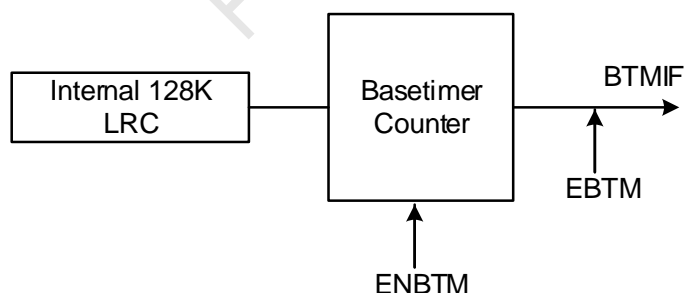 Internal 128K
LRC
Basetimer
Counter
BTMIF
EBTM
ENBTM